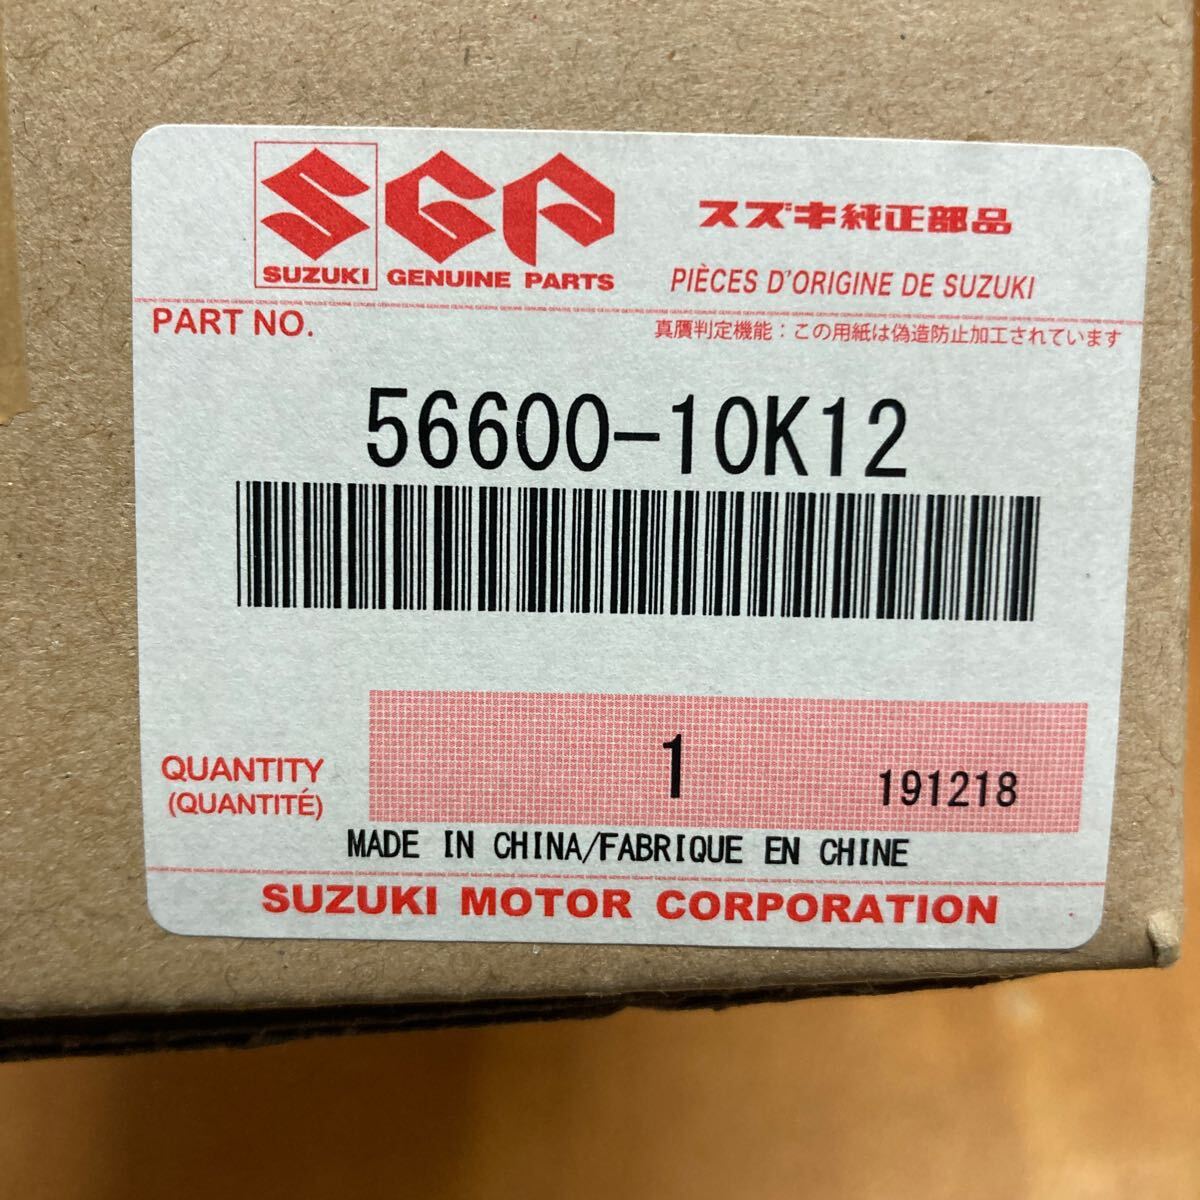 SGP
SUZUKI GENUINE PARTS
スズキ純正部品
PIÈCES D'ORIGINE DE SUZUKI
PART NO.
真贋判定機能：この用紙は偽造防止加工されています
56600-10K12
QUANTITY
(QUANTITÉ)
1
191218
MADE IN CHINA/FABRIQUE EN CHINE
SUZUKI MOTOR CORPORATION